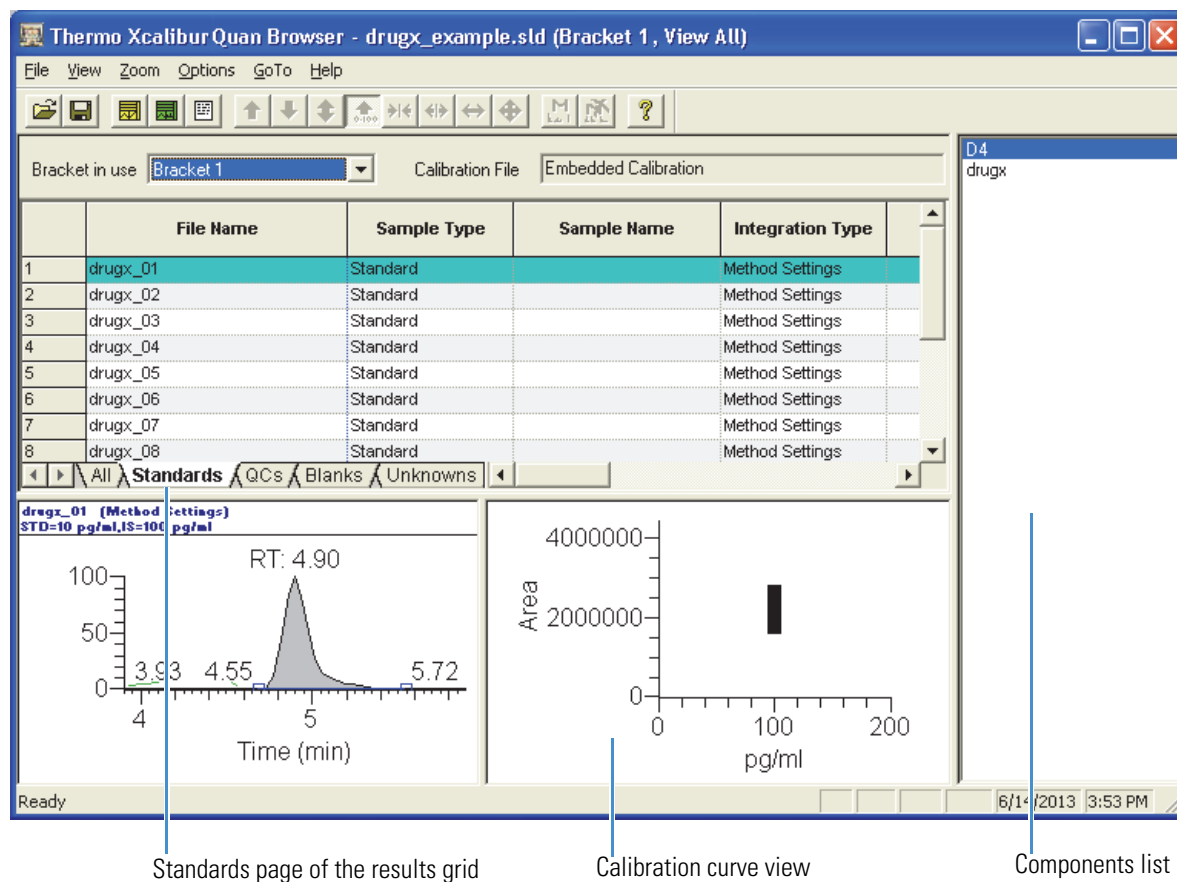 Thermo Xcalibur Quan Browser - drugx_example.sld (Bracket 1, View All)
File View Zoom Options GoTo Help
0-100
?
Bracket in use Bracket 1 Calibration File Embedded Calibration
D4
drugx
File Name Sample Type Sample Name Integration Type
1 drugx_01 Standard Method Settings
2 drugx_02 Standard Method Settings
3 drugx_03 Standard Method Settings
4 drugx_04 Standard Method Settings
5 drugx_05 Standard Method Settings
6 drugx_06 Standard Method Settings
7 drugx_07 Standard Method Settings
8 drugx_08 Standard Method Settings
All Standards QCs Blanks Unknowns
drugx_01 (Method Settings)
STD=10 pg/ml,IS=100 pg/ml
RT: 4.90
100
50
0
3.93 4.55 5.72
4 5
Time (min)
4000000
2000000
0
Area
0 100 200
pg/ml
Ready 6/14/2013 3:53 PM
Standards page of the results grid
Calibration curve view
Components list